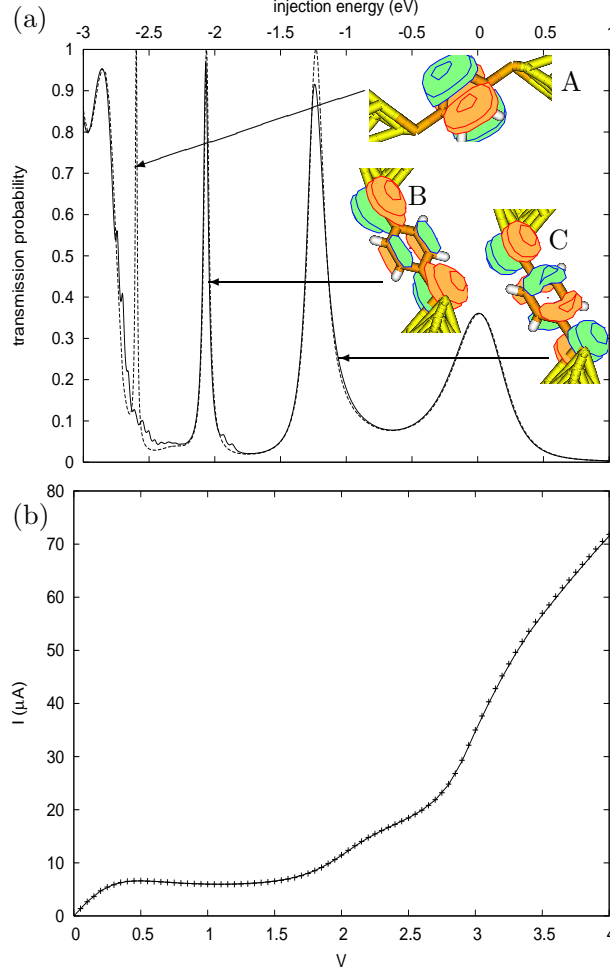 injection energy (eV)
(a)
-3 -2.5 -2 -1.5 -1 -0.5 0 0.5 1
1
0.9
0.8
0.7
0.6
0.5
0.4
0.3
0.2
0.1
0
transmission probability
A
B
C
(b)
80
70
60
50
40
30
20
10
0
I (μA)
0 0.5 1 1.5 2 2.5 3 3.5 4
V